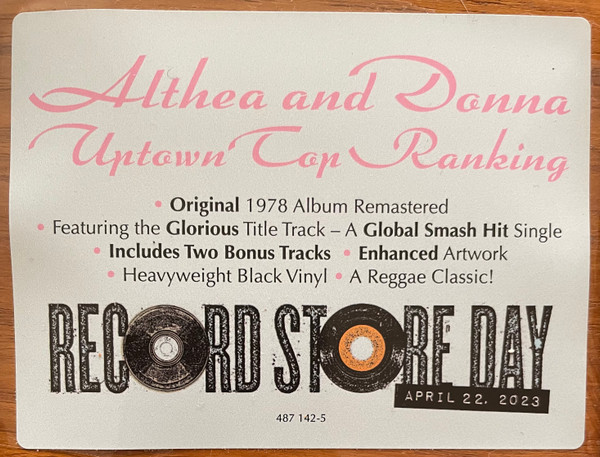 Althea and Donna
Uptown Top Ranking
• Original 1978 Album Remastered
• Featuring the Glorious Title Track – A Global Smash Hit Single
• Includes Two Bonus Tracks • Enhanced Artwork
• Heavyweight Black Vinyl • A Reggae Classic!
RECORD STORE DAY
APRIL 22, 2023
487 142-5